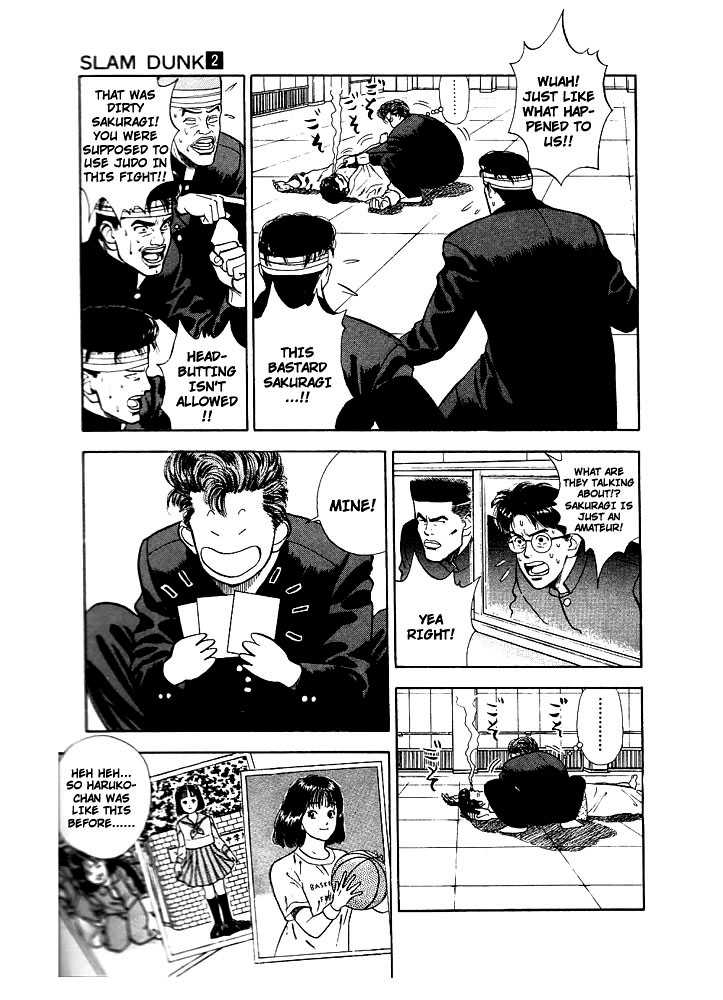 SLAM DUNK 2
WUAH!
JUST LIKE
WHAT HAP-
PENED TO
US!!
........
THIS
BASTARD
SAKURAGI
...!!
THAT WAS
DIRTY
SAKURAGI!
YOU WERE
SUPPOSED TO
USE JUDO IN
THIS FIGHT!!
HEAD-
BUTTING
ISN'T
ALLOWED
!!
WHAT ARE
THEY TALKING
ABOUT!?
SAKURAGI IS
JUST AN
AMATEUR!
YEA
RIGHT!
MINE!
........
HEH HEH...
SO HARUKO-
CHAN WAS
LIKE THIS
BEFORE......
BASKE